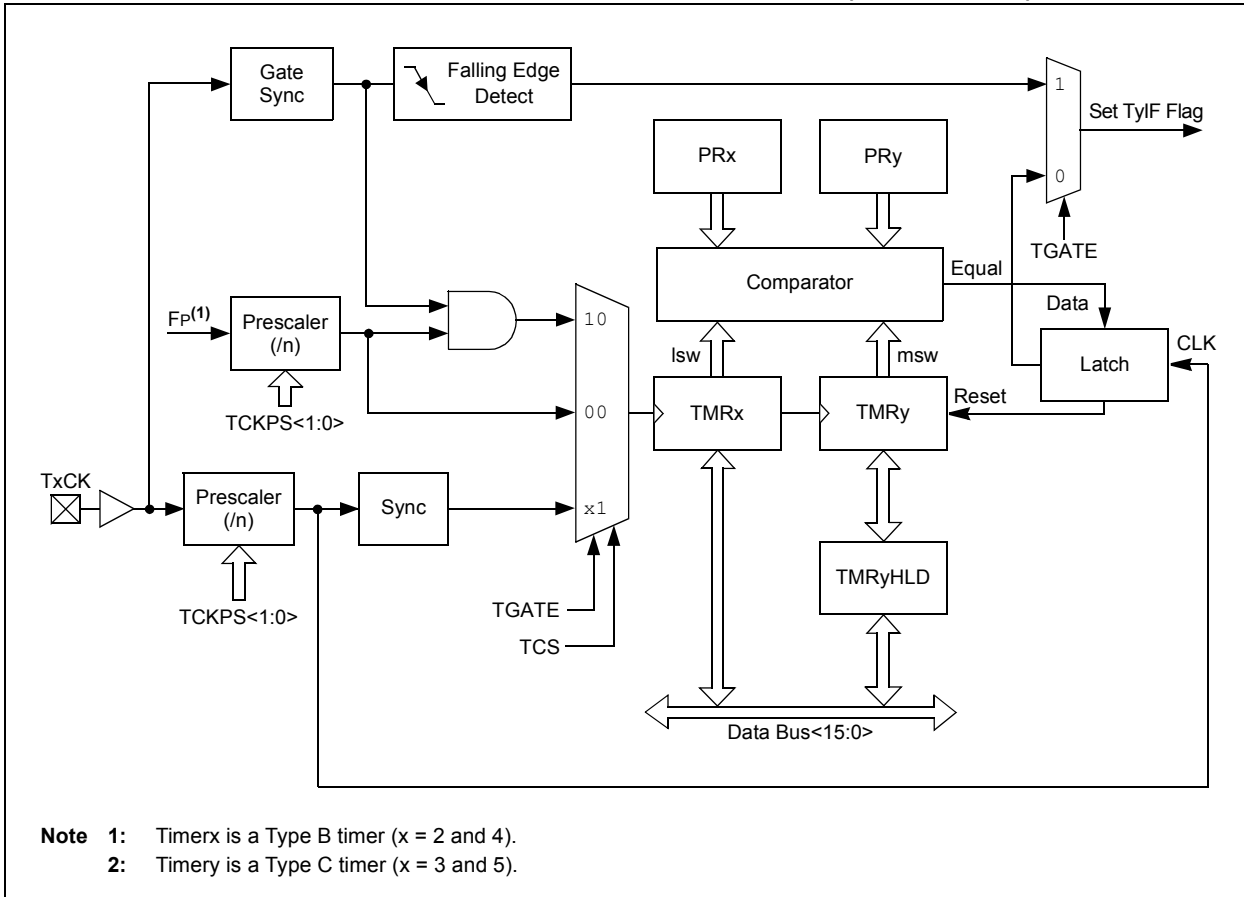 Gate
Sync
Falling Edge
Detect
1
Set TyIF Flag
PRx
PRy
0
TGATE
Comparator
Equal
Data
FP(1)
Prescaler
(/n)
10
lsw
msw
Latch
CLK
TCKPS<1:0>
00
TMRx
TMRy
Reset
TxCK
Prescaler
(/n)
Sync
x1
TMRyHLD
TCKPS<1:0>
TGATE
TCS
Data Bus<15:0>
Note 1: Timerx is a Type B timer (x = 2 and 4).
2: Timery is a Type C timer (x = 3 and 5).